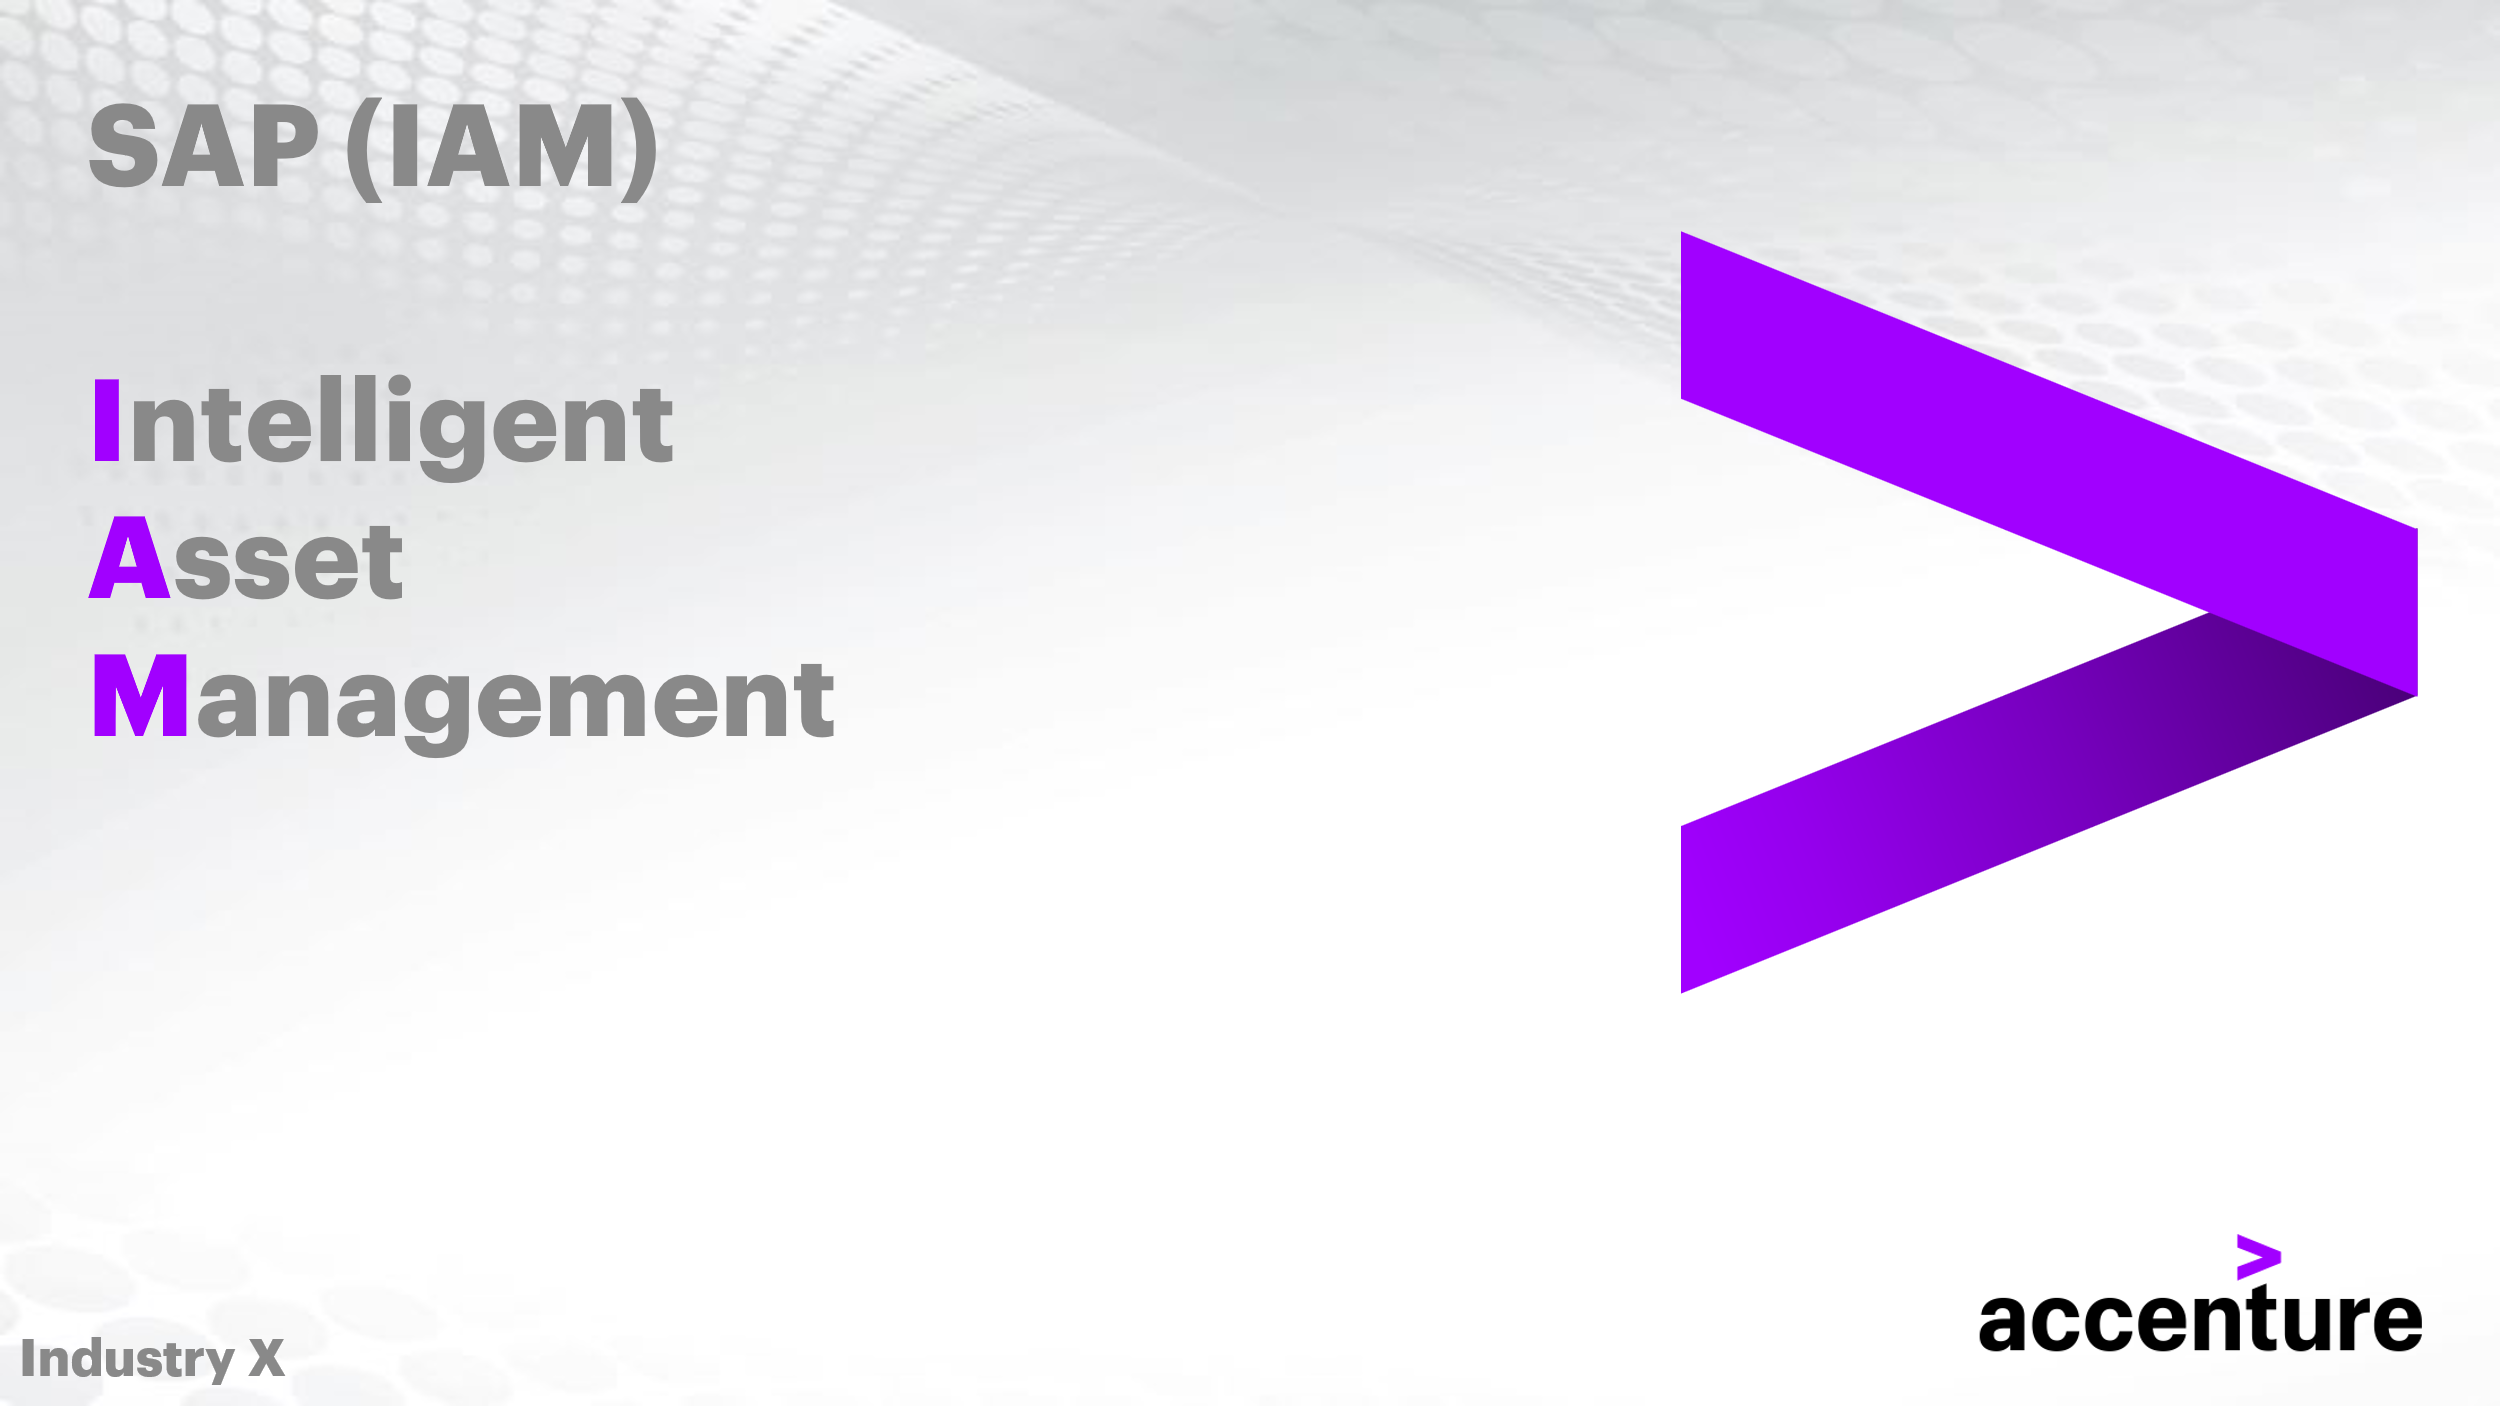 SAP (IAM)
Intelligent
Asset
Management
Industry X
>
accenture